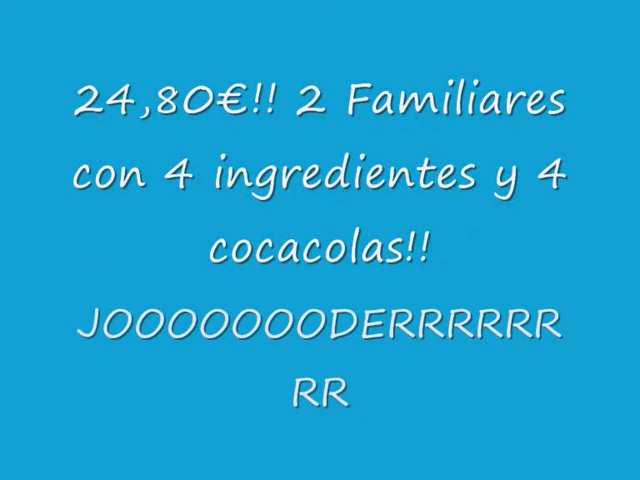 24,80€!! 2 Familiares
con 4 ingredientes y 4
cocacolas!!
JOOOOOOODERRRRRR
RR